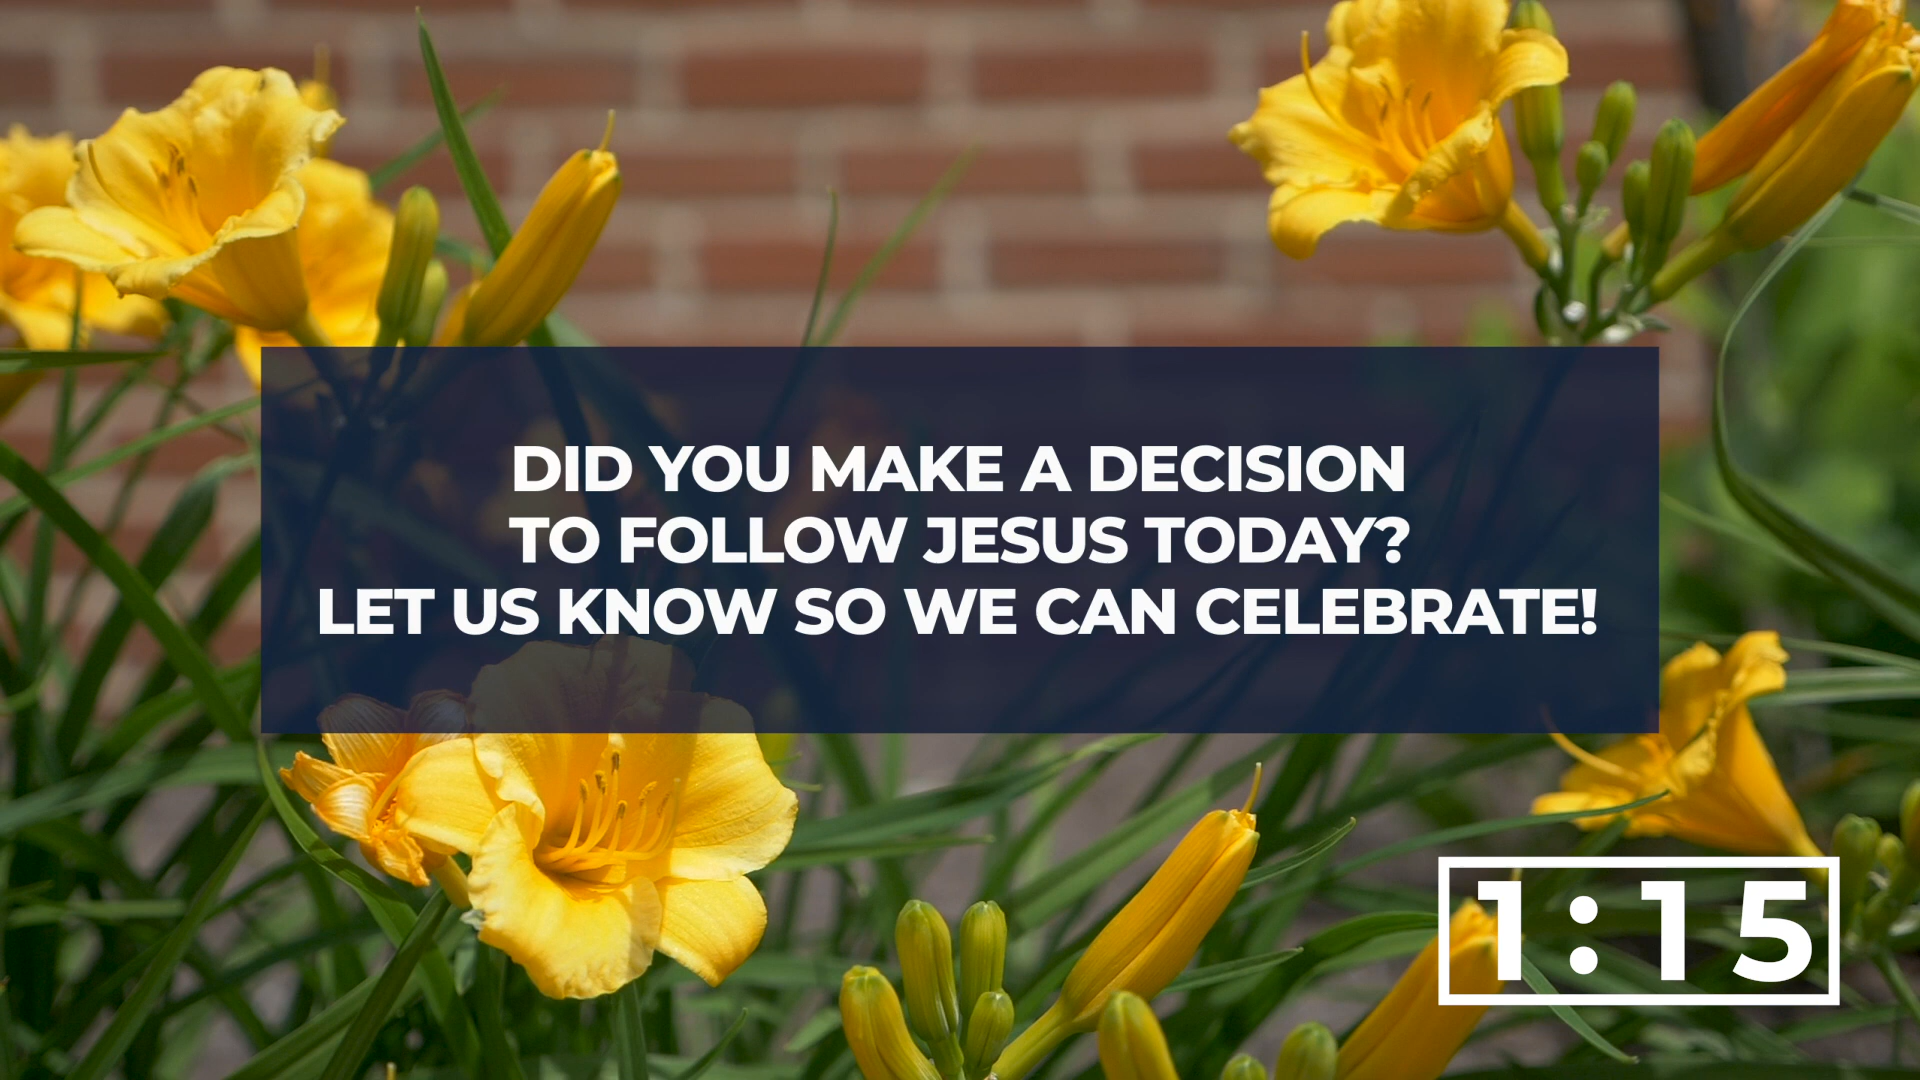 DID YOU MAKE A DECISION
TO FOLLOW JESUS TODAY?
LET US KNOW SO WE CAN CELEBRATE!
1:15